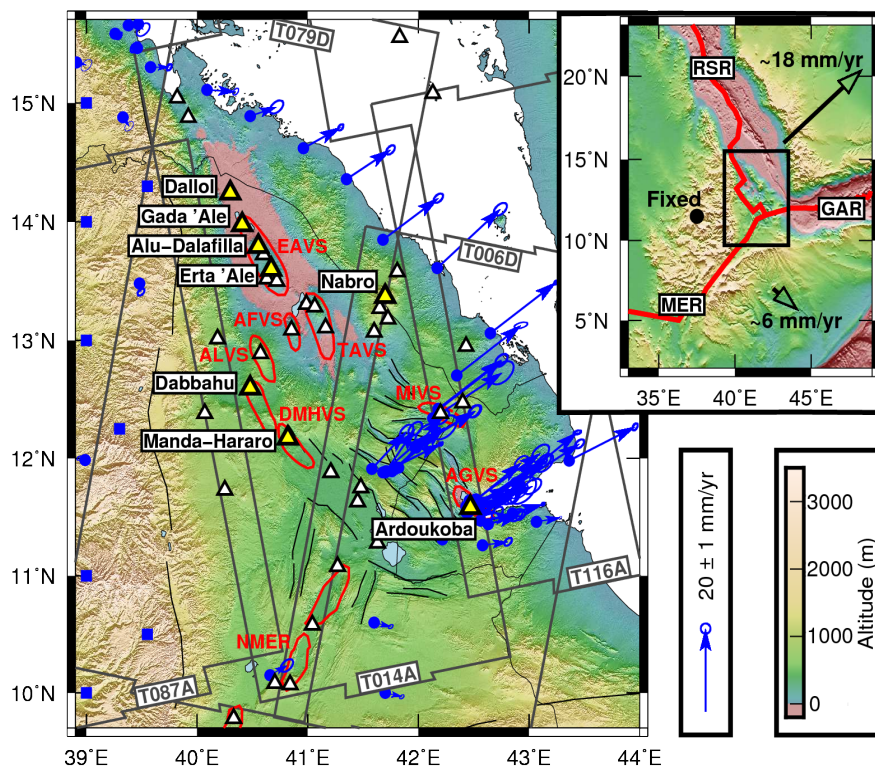 T079D
15°N
14°N
13°N
12°N
11°N
10°N
39°E
40°E
41°E
42°E
43°E
44°E
Dallol
Gada 'Ale
Alu−Dalafilla
EAVS
Erta 'Ale
Nabro
T006D
AFVS
ALVS
TAVS
Dabbahu
MIVS
DMHVS
Manda−Hararo
AGVS
Ardoukoba
T116A
NMER
T087A
T014A
20°N
15°N
10°N
5°N
35°E
40°E
45°E
RSR
~18 mm/yr
Fixed
GAR
MER
~6 mm/yr
20 ± 1 mm/yr
3000
2000
1000
0
Altitude (m)